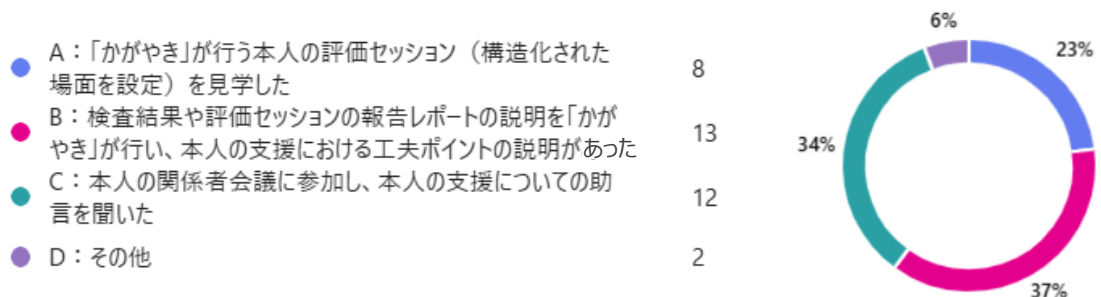 A：「かがやき」が行う本人の評価セッション（構造化された
場面を設定）を見学した
8
B：検査結果や評価セッションの報告レポートの説明を「かが
やき」が行い、本人の支援における工夫ポイントの説明があった
13
C：本人の関係者会議に参加し、本人の支援についての助
言を聞いた
12
D：その他
2
6%
23%
34%
37%